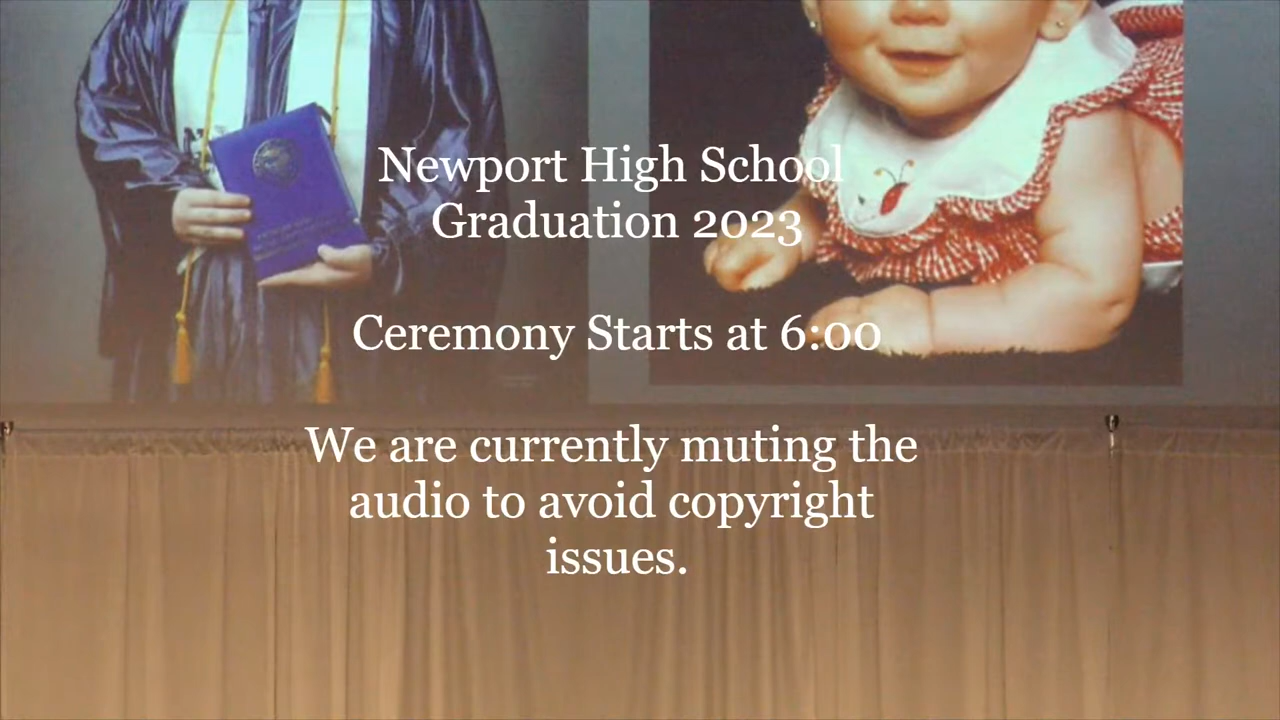 Newport High School
Graduation 2023
Ceremony Starts at 6:00
We are currently muting the
audio to avoid copyright
issues.